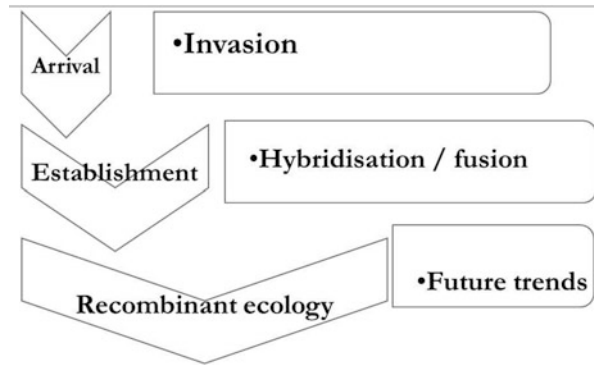 Arrival
•Invasion
Establishment
•Hybridisation / fusion
Recombinant ecology
•Future trends